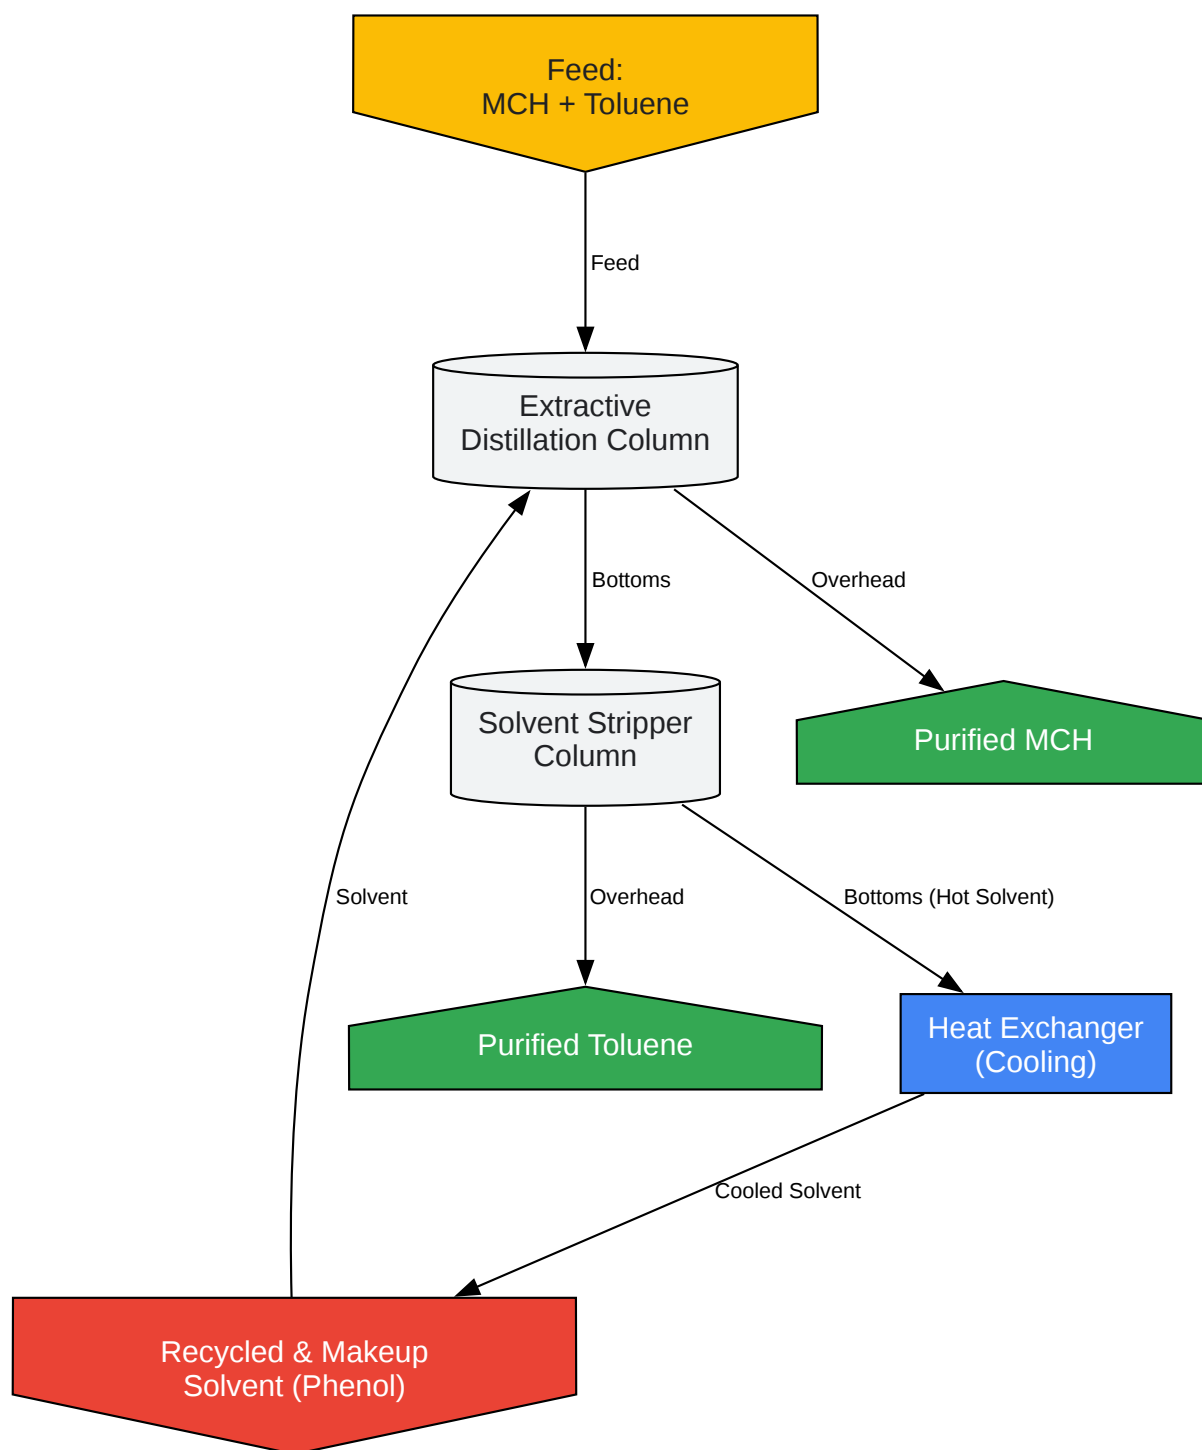 Feed:
MCH + Toluene
Feed
Extractive
Distillation Column
Bottoms
Overhead
Solvent Stripper
Column
Purified MCH
Solvent
Overhead
Bottoms (Hot Solvent)
Purified Toluene
Heat Exchanger
(Cooling)
Cooled Solvent
Recycled & Makeup
Solvent (Phenol)